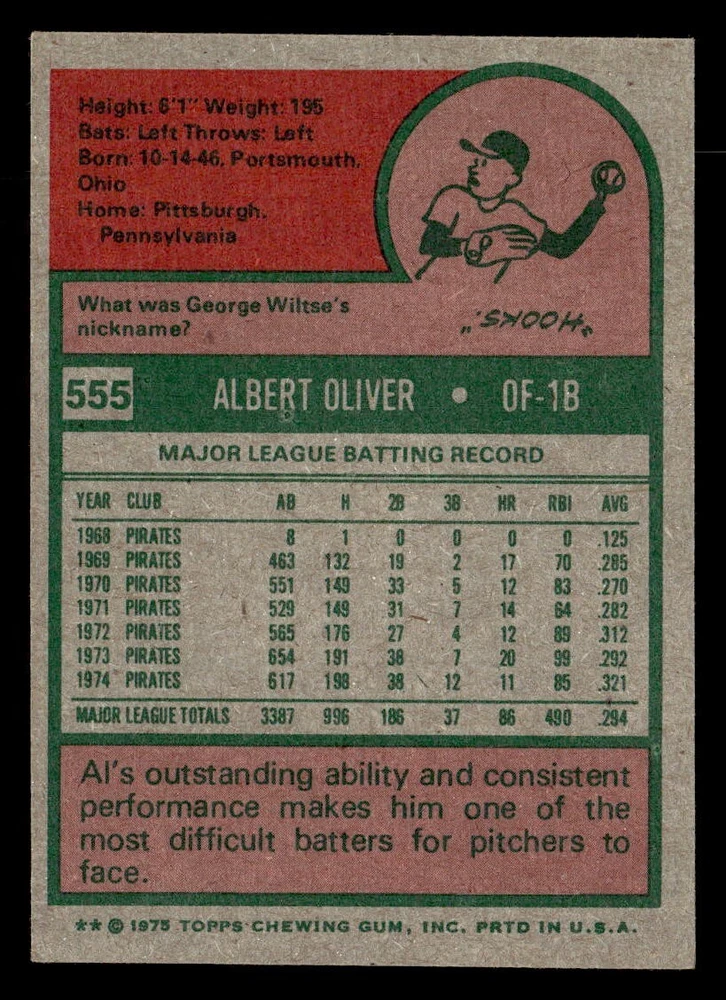 Height: 6'1" Weight: 195
Bats: Left Throws: Left
Born: 10-14-46, Portsmouth,
Ohio
Home: Pittsburgh,
Pennsylvania
What was George Wiltse's
nickname?
"HOOKS."
555 ALBERT OLIVER • OF-1B
MAJOR LEAGUE BATTING RECORD
YEAR CLUB AB H 2B 3B HR RBI AVG
1968 PIRATES 8 1 0 0 0 0 .125
1969 PIRATES 463 132 19 2 17 70 .285
1970 PIRATES 551 149 33 5 12 83 .270
1971 PIRATES 529 149 31 7 14 64 .282
1972 PIRATES 565 176 27 4 12 89 .312
1973 PIRATES 654 191 38 7 20 99 .292
1974 PIRATES 617 198 38 12 11 85 .321
MAJOR LEAGUE TOTALS 3387 996 186 37 86 490 .294
Al's outstanding ability and consistent
performance makes him one of the
most difficult batters for pitchers to
face.
** © 1975 TOPPS CHEWING GUM, INC. PRTD IN U.S.A.